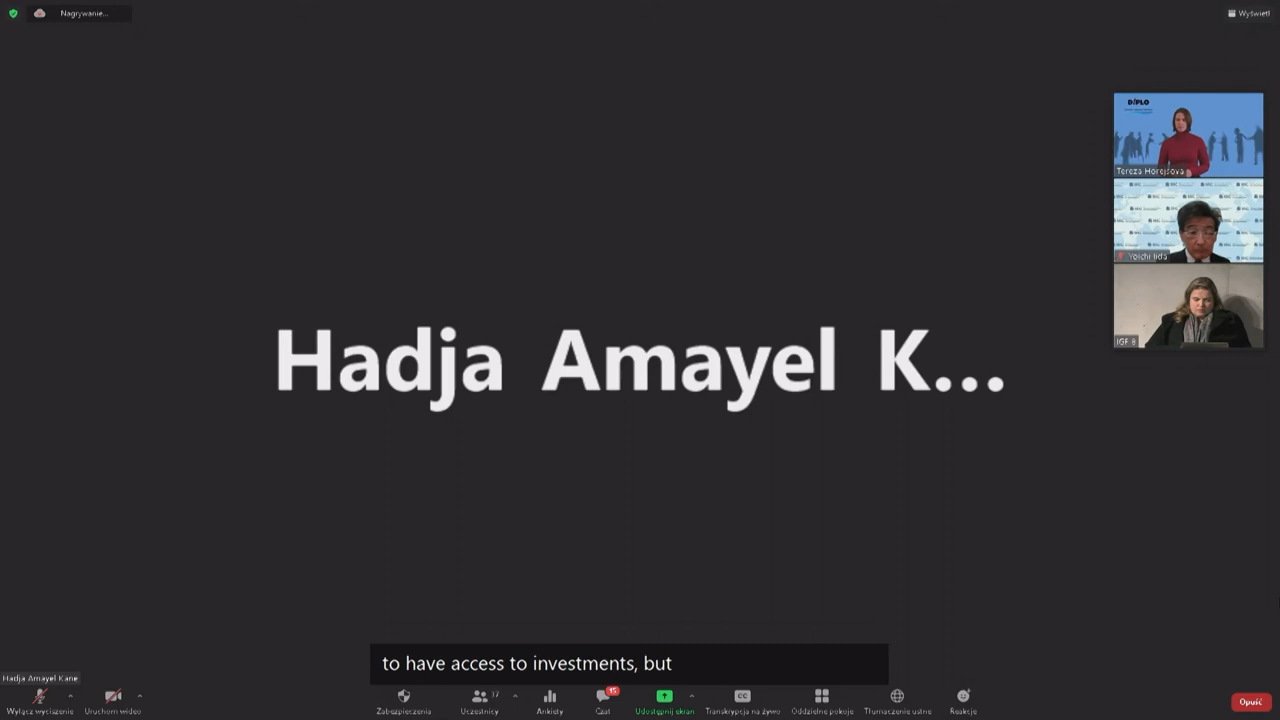 Nagrywanie...
Wyświetl
DiPLO
Tereza Horejsova
Yoichi Iida
IGF 8
Hadja Amayel K...
to have access to investments, but
Hadja Amayel Kane
Wyłącz wyciszenie
Uruchom wideo
Zabezpieczenia
Uczestnicy
37
Ankiety
Czat
15
Udostępnij ekran
CC
Transkrypcja na żywo
Oddzielne pokoje
Tłumaczenie ustne
Reakcje
Opuść